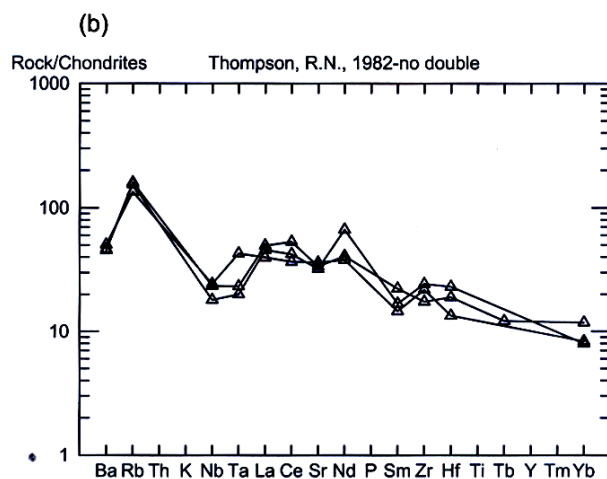 (b)
Rock/Chondrites Thompson, R.N., 1982-no double
1000
100
10
1
Ba Rb Th K Nb Ta La Ce Sr Nd P Sm Zr Hf Ti Tb Y Tm Yb